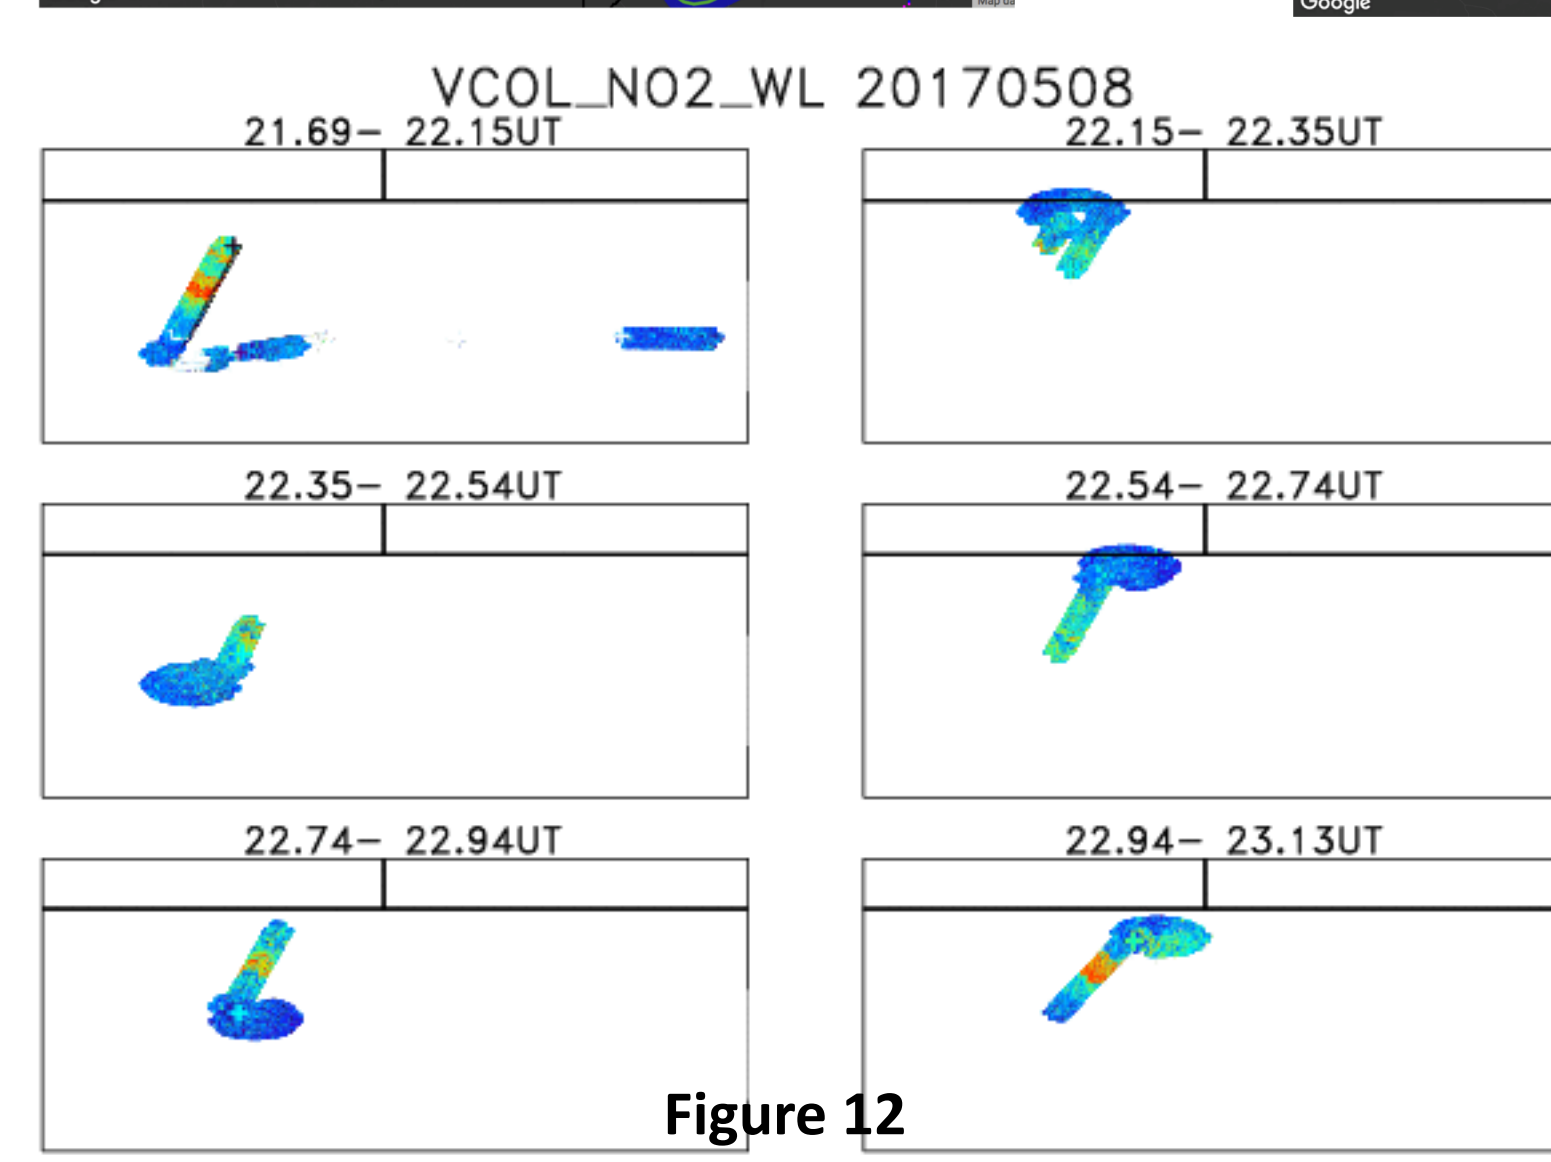 Google
VCOL_NO2_WL 20170508
21.69- 22.15UT
22.15- 22.35UT
22.35- 22.54UT
22.54- 22.74UT
22.74- 22.94UT
22.94- 23.13UT
Figure 12